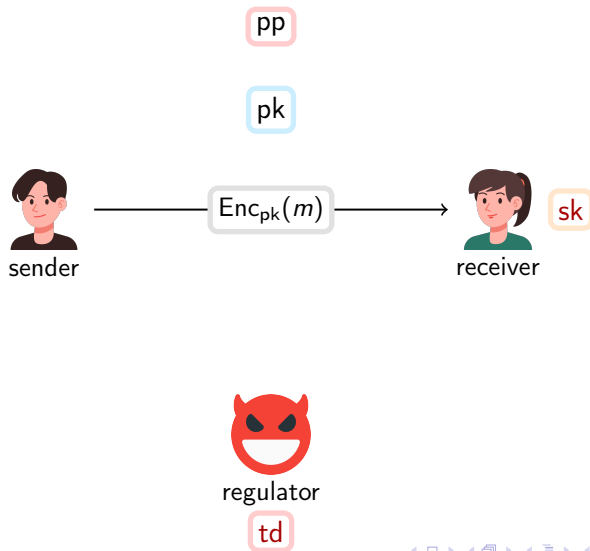 pp
pk
Enc_pk(m)
sk
sender
receiver
regulator
td